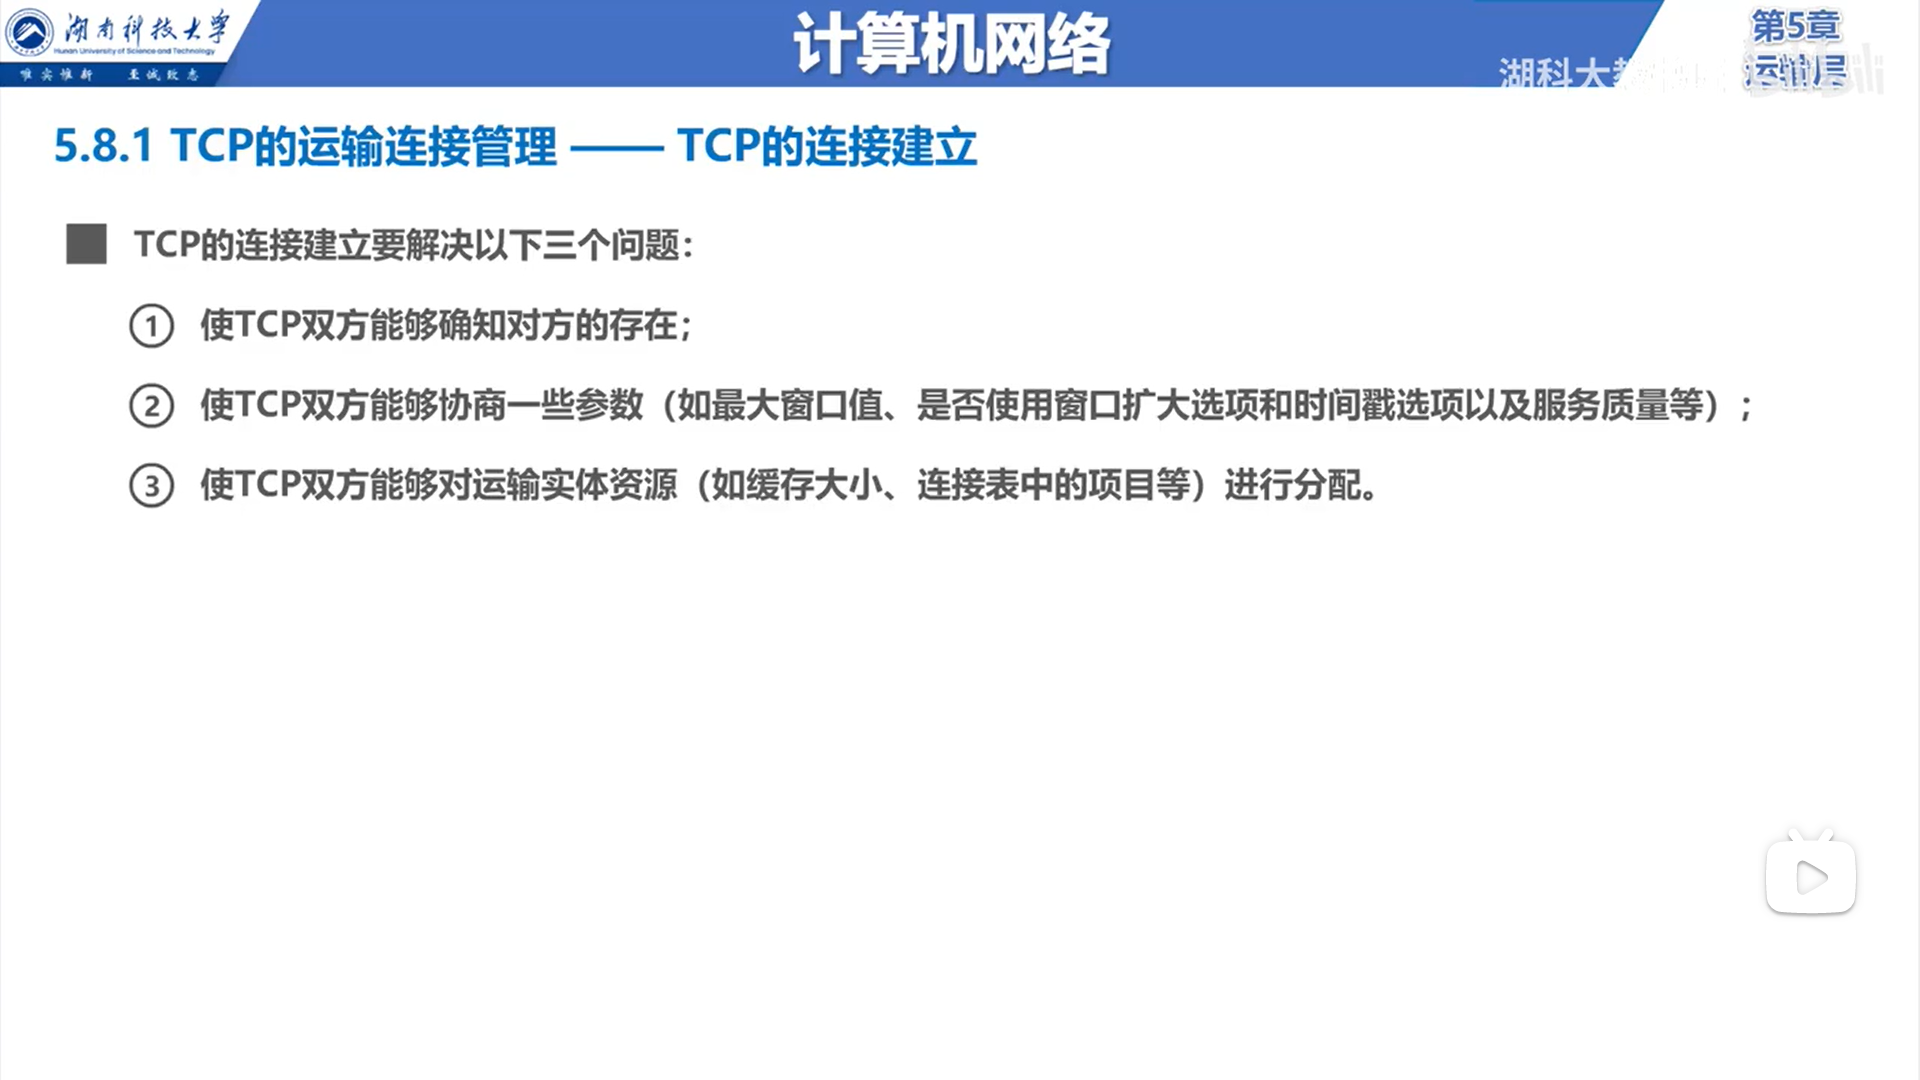 湖南科技大学
Hunan University of Science and Technology
唯实惟新 至诚致志
计算机网络
第5章
运输层
湖科大
5.8.1 TCP的运输连接管理 —— TCP的连接建立
TCP的连接建立要解决以下三个问题：
① 使TCP双方能够确知对方的存在；
② 使TCP双方能够协商一些参数（如最大窗口值、是否使用窗口扩大选项和时间戳选项以及服务质量等）；
③ 使TCP双方能够对运输实体资源（如缓存大小、连接表中的项目等）进行分配。